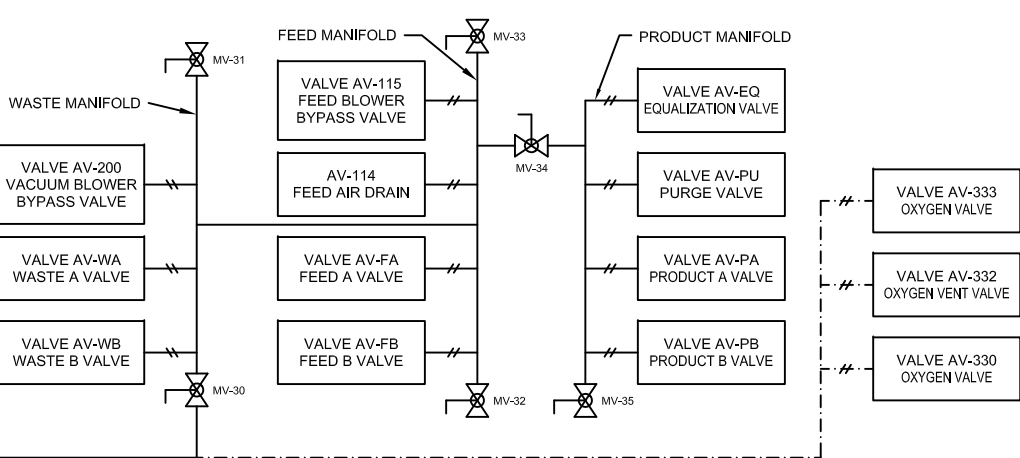 MV-31
WASTE MANIFOLD
VALVE AV-200
VACUUM BLOWER
BYPASS VALVE
VALVE AV-WA
WASTE A VALVE
VALVE AV-WB
WASTE B VALVE
MV-30
FEED MANIFOLD
MV-33
VALVE AV-115
FEED BLOWER
BYPASS VALVE
AV-114
FEED AIR DRAIN
VALVE AV-FA
FEED A VALVE
VALVE AV-FB
FEED B VALVE
MV-32
MV-34
PRODUCT MANIFOLD
VALVE AV-EQ
EQUALIZATION VALVE
VALVE AV-PU
PURGE VALVE
VALVE AV-PA
PRODUCT A VALVE
VALVE AV-PB
PRODUCT B VALVE
MV-35
VALVE AV-333
OXYGEN VALVE
VALVE AV-332
OXYGEN VENT VALVE
VALVE AV-330
OXYGEN VALVE